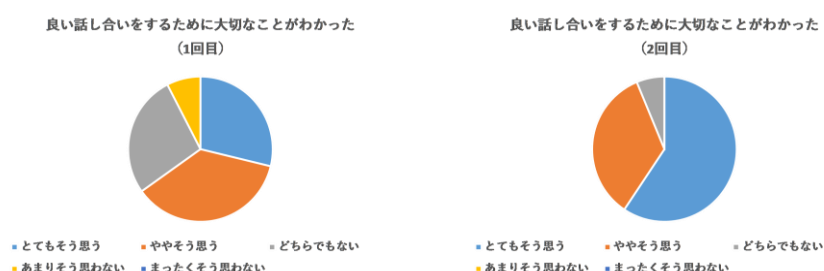 良い話し合いをするために大切なことがわかった
（1回目）
とてもそう思う ややそう思う どちらでもない
あまりそう思わない まったくそう思わない
良い話し合いをするために大切なことがわかった
（2回目）
とてもそう思う ややそう思う どちらでもない
あまりそう思わない まったくそう思わない